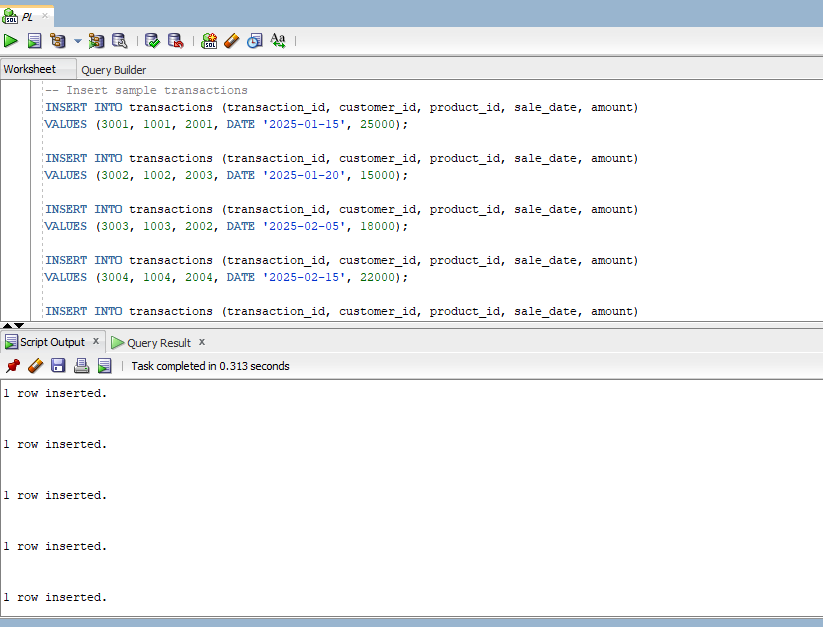 PL
Worksheet Query Builder
-- Insert sample transactions
INSERT INTO transactions (transaction_id, customer_id, product_id, sale_date, amount)
VALUES (3001, 1001, 2001, DATE '2025-01-15', 25000);
INSERT INTO transactions (transaction_id, customer_id, product_id, sale_date, amount)
VALUES (3002, 1002, 2003, DATE '2025-01-20', 15000);
INSERT INTO transactions (transaction_id, customer_id, product_id, sale_date, amount)
VALUES (3003, 1003, 2002, DATE '2025-02-05', 18000);
INSERT INTO transactions (transaction_id, customer_id, product_id, sale_date, amount)
VALUES (3004, 1004, 2004, DATE '2025-02-15', 22000);
INSERT INTO transactions (transaction_id, customer_id, product_id, sale_date, amount)
Script Output x Query Result x
Task completed in 0.313 seconds
1 row inserted.
1 row inserted.
1 row inserted.
1 row inserted.
1 row inserted.